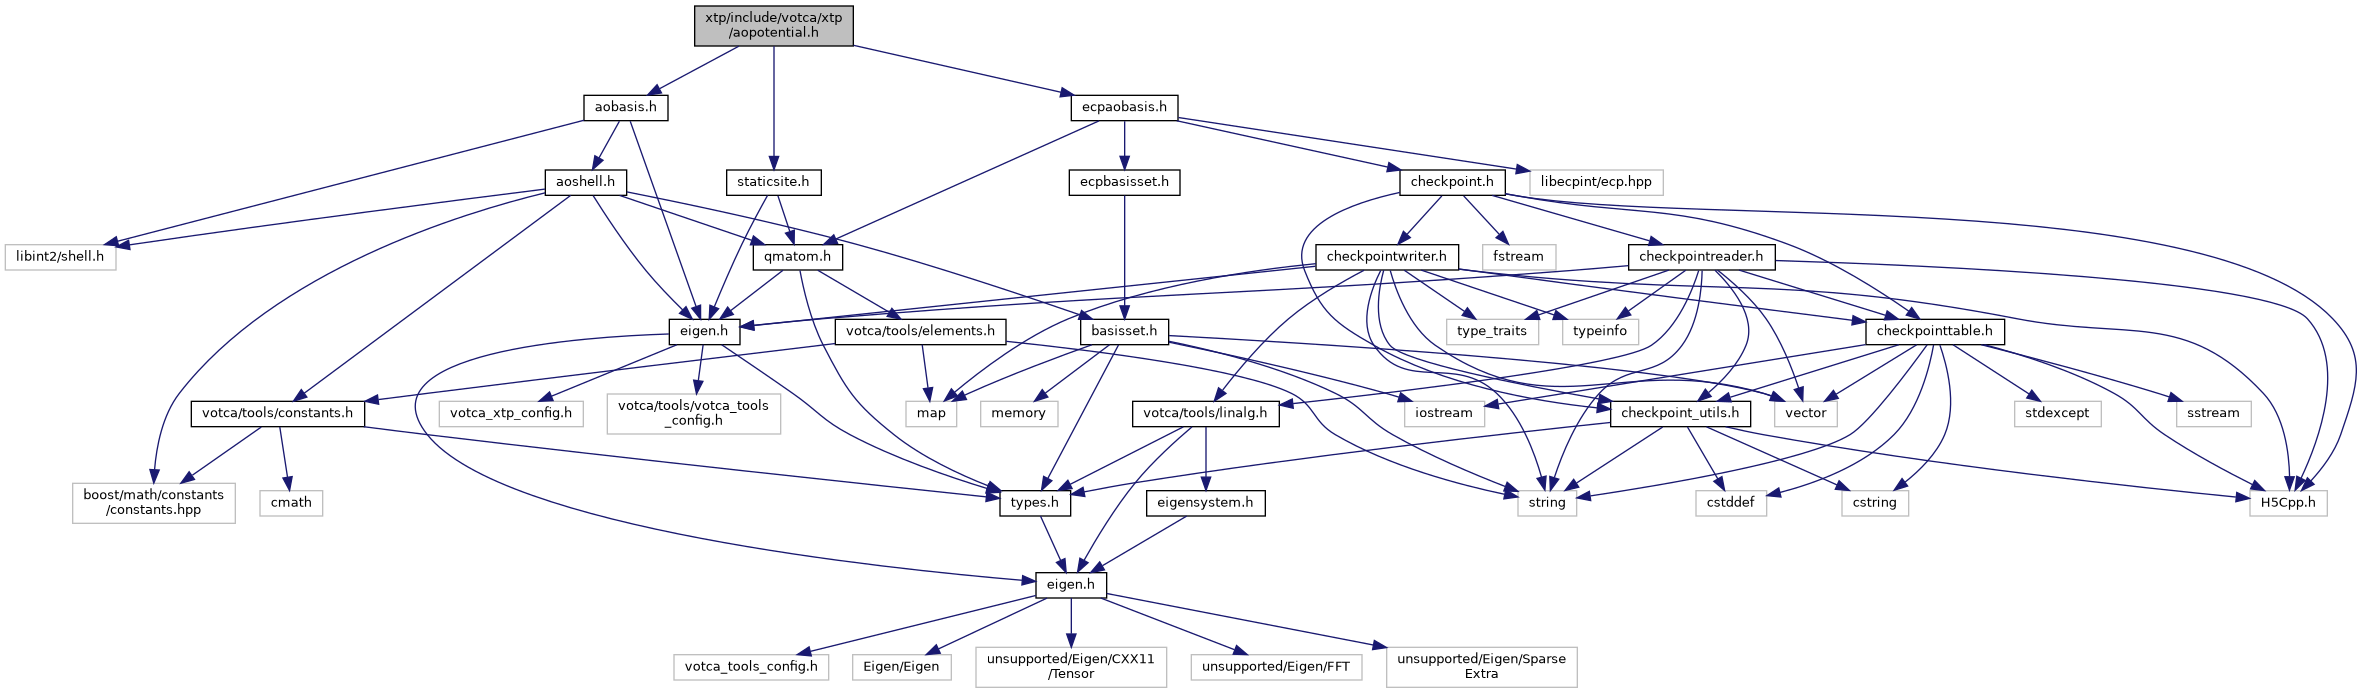 xtp/include/votca/xtp
/aopotential.h
aobasis.h
ecpaobasis.h
aoshell.h
staticsite.h
ecpbasisset.h
checkpoint.h
libecpint/ecp.hpp
libint2/shell.h
qmatom.h
checkpointwriter.h
fstream
checkpointreader.h
eigen.h
votca/tools/elements.h
basisset.h
type_traits
typeinfo
checkpointtable.h
votca/tools/constants.h
votca_xtp_config.h
votca/tools/votca_tools
_config.h
map
memory
votca/tools/linalg.h
iostream
checkpoint_utils.h
vector
stdexcept
sstream
boost/math/constants
/constants.hpp
cmath
types.h
eigensystem.h
string
cstddef
cstring
H5Cpp.h
eigen.h
votca_tools_config.h
Eigen/Eigen
unsupported/Eigen/CXX11
/Tensor
unsupported/Eigen/FFT
unsupported/Eigen/Sparse
Extra